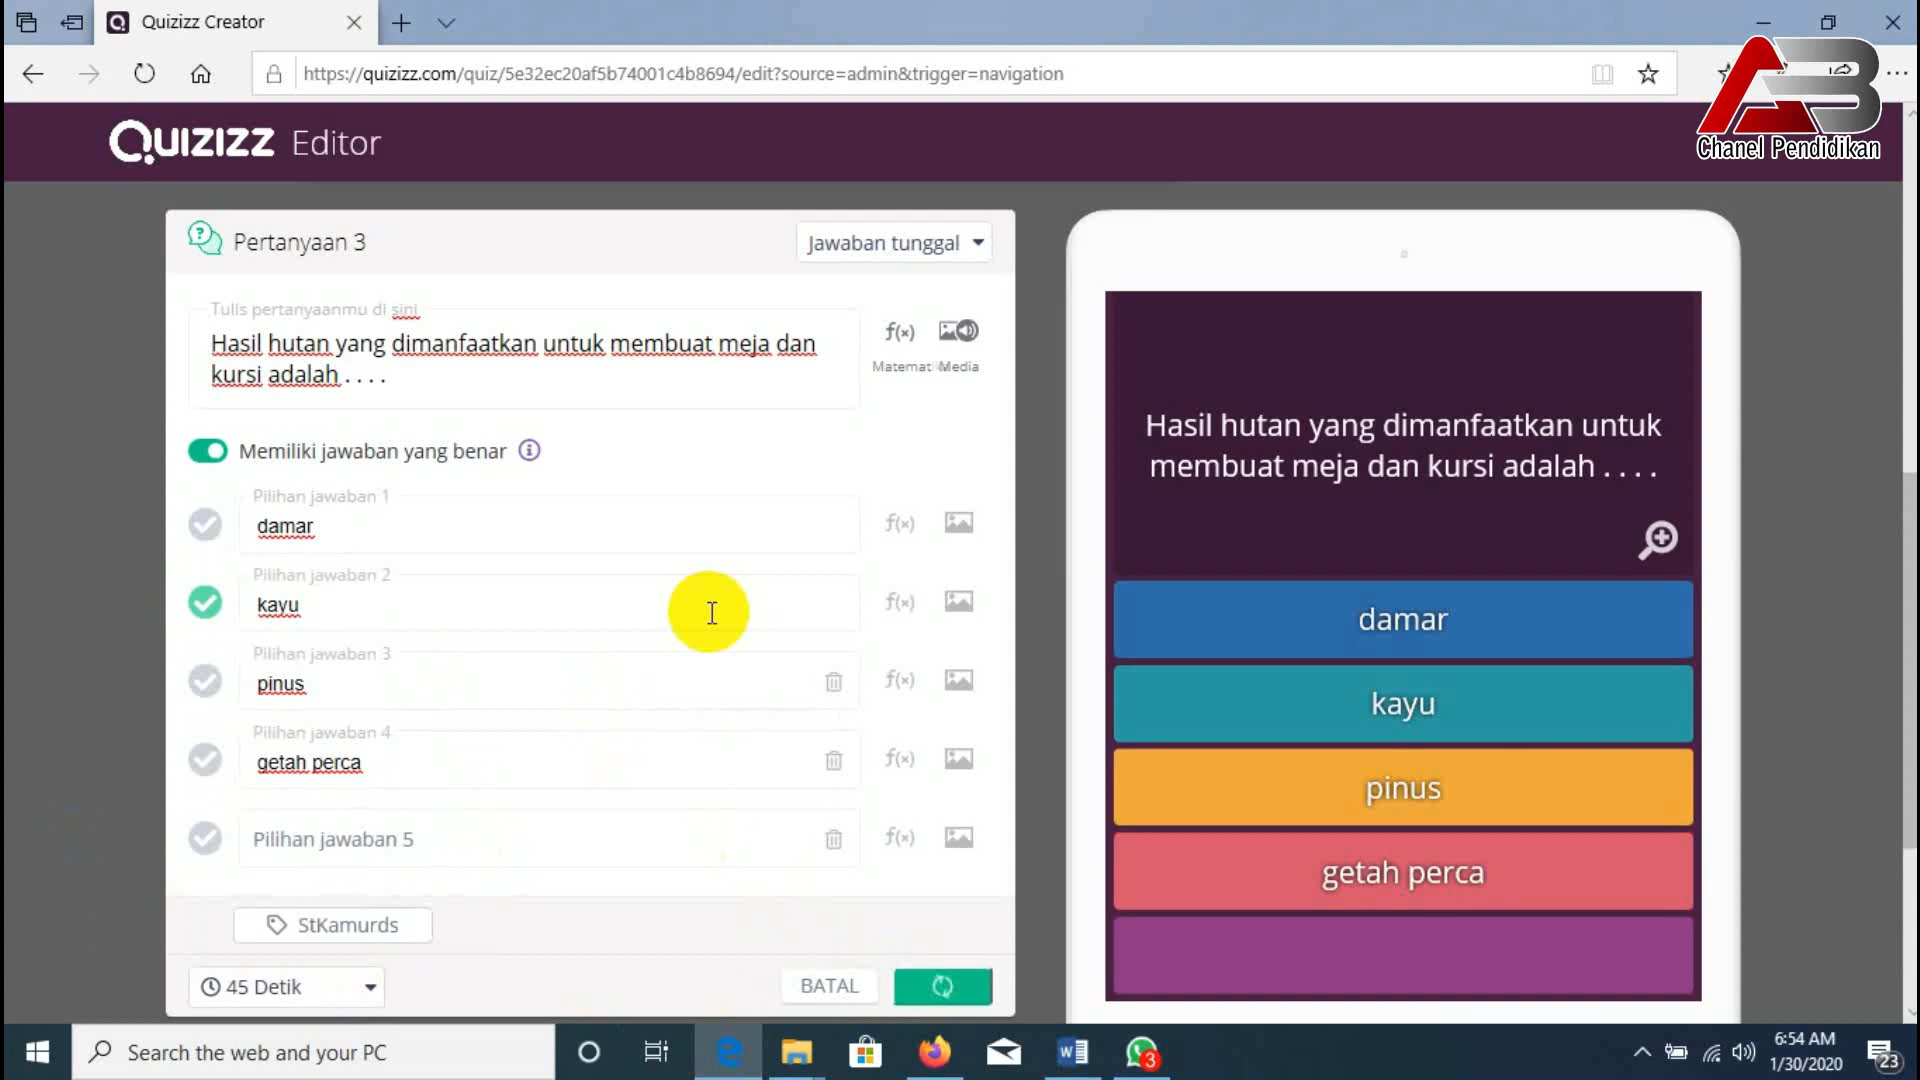 Quizizz Creator
https://quizizz.com/quiz/5e32ec20af5b74001c4b8694/edit?source=admin&trigger=navigation
AB
Chanel Pendidikan
QUIZIZZ Editor
Pertanyaan 3
Jawaban tunggal
Tulis pertanyaanmu di sini
Hasil hutan yang dimanfaatkan untuk membuat meja dan
kursi adalah . . . .
f(x)
Matemat
Media
Memiliki jawaban yang benar
Pilihan jawaban 1
damar
f(x)
Pilihan jawaban 2
kayu
f(x)
Pilihan jawaban 3
pinus
f(x)
Pilihan jawaban 4
getah perca
f(x)
Pilihan jawaban 5
f(x)
StKamurds
45 Detik
BATAL
Hasil hutan yang dimanfaatkan untuk
membuat meja dan kursi adalah . . . .
damar
kayu
pinus
getah perca
Search the web and your PC
3
6:54 AM
1/30/2020
23